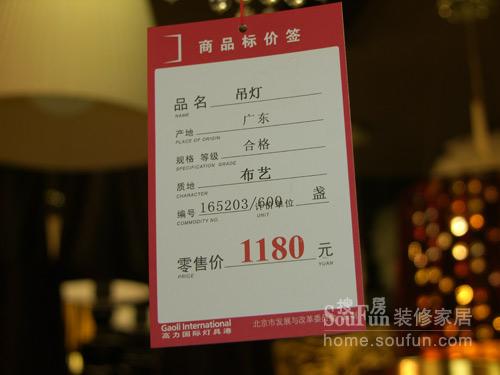 商品标价签
品名 吊灯
NAME
产地 广东
PLACE OF ORIGIN
规格 等级 合格
SPECIFICATION GRADE
质地 布艺
CHARACTER
编号 165203/600 计价单位 盏
COMMODITY NO. UNIT
零售价 1180 元
PRICE YUAN
Gaoli International
高力国际灯具港
北京市发展与改革委
搜房
SouFun 装修家居
home.soufun.com